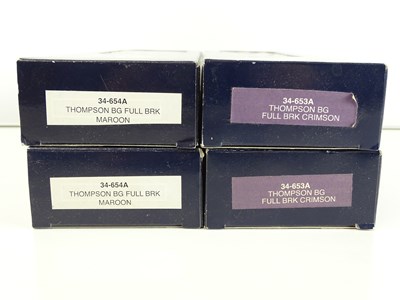 34-654A
THOMPSON BG FULL BRK
MAROON
34-653A
THOMPSON BG
FULL BRK CRIMSON
34-654A
THOMPSON BG FULL BRK
MAROON
34-653A
THOMPSON BG
FULL BRK CRIMSON